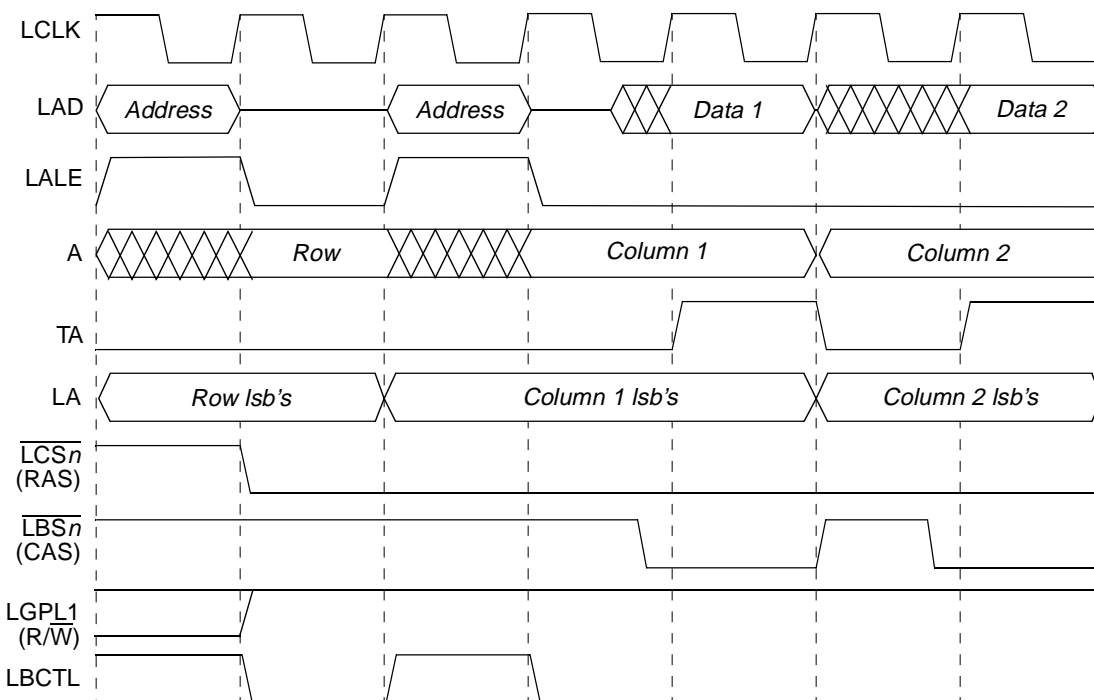 LCLK
LAD Address Address Data 1 Data 2
LALE
A Row Column 1 Column 2
TA
LA Row lsb's Column 1 lsb's Column 2 lsb's
LCSn
(RAS)
LBSn
(CAS)
LGPL1
(R/W)
LBCTL